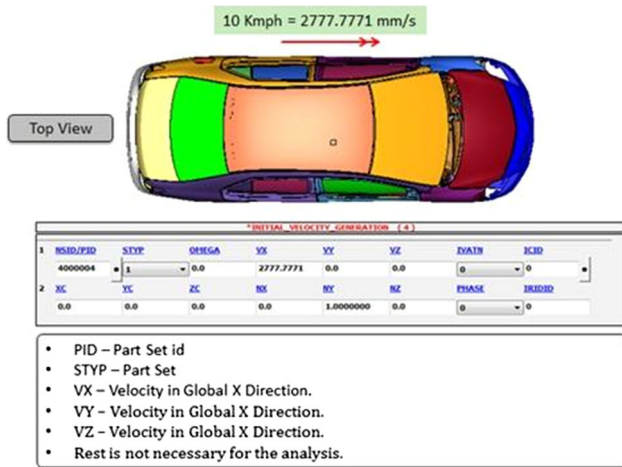 10 Kmph = 2777.7771 mm/s
Top View
*INITIAL_VELOCITY_GENERATION (4)
1 NSID/PID STYP OMEGA VX VY VZ IVATN ICID
4000004 1 0.0 2777.7771 0.0 0.0 0 0
2 XC YC ZC NX NY NZ PHASE IRIDID
0.0 0.0 0.0 0.0 1.0000000 0.0 0 0
• PID – Part Set id
• STYP – Part Set
• VX – Velocity in Global X Direction.
• VY – Velocity in Global X Direction.
• VZ – Velocity in Global X Direction.
• Rest is not necessary for the analysis.